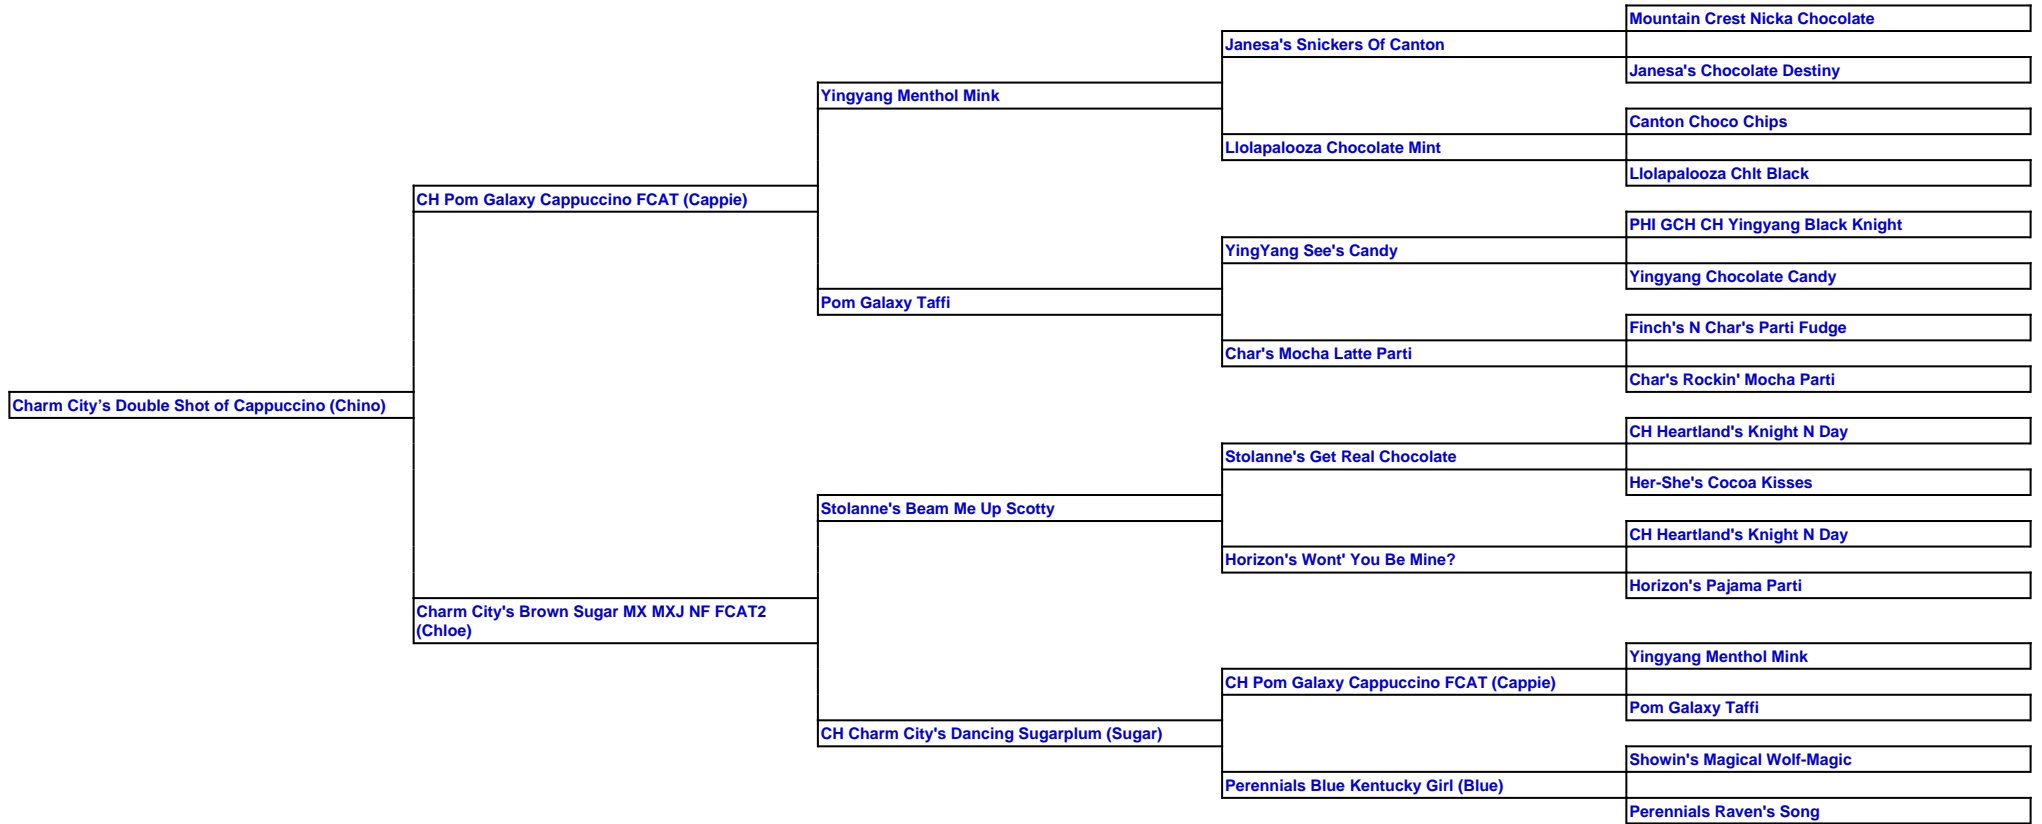 Mountain Crest Nicka Chocolate
Janesa's Snickers Of Canton
Janesa's Chocolate Destiny
Yingyang Menthol Mink
Canton Choco Chips
Llolapalooza Chocolate Mint
Llolapalooza Chlt Black
CH Pom Galaxy Cappuccino FCAT (Cappie)
PHI GCH CH Yingyang Black Knight
YingYang See's Candy
Yingyang Chocolate Candy
Pom Galaxy Taffi
Finch's N Char's Parti Fudge
Char's Mocha Latte Parti
Char's Rockin' Mocha Parti
Charm City’s Double Shot of Cappuccino (Chino)
CH Heartland's Knight N Day
Stolanne's Get Real Chocolate
Her-She's Cocoa Kisses
Stolanne's Beam Me Up Scotty
CH Heartland's Knight N Day
Horizon's Wont' You Be Mine?
Horizon's Pajama Parti
Charm City's Brown Sugar MX MXJ NF FCAT2
(Chloe)
Yingyang Menthol Mink
CH Pom Galaxy Cappuccino FCAT (Cappie)
Pom Galaxy Taffi
CH Charm City's Dancing Sugarplum (Sugar)
Showin's Magical Wolf-Magic
Perennials Blue Kentucky Girl (Blue)
Perennials Raven's Song